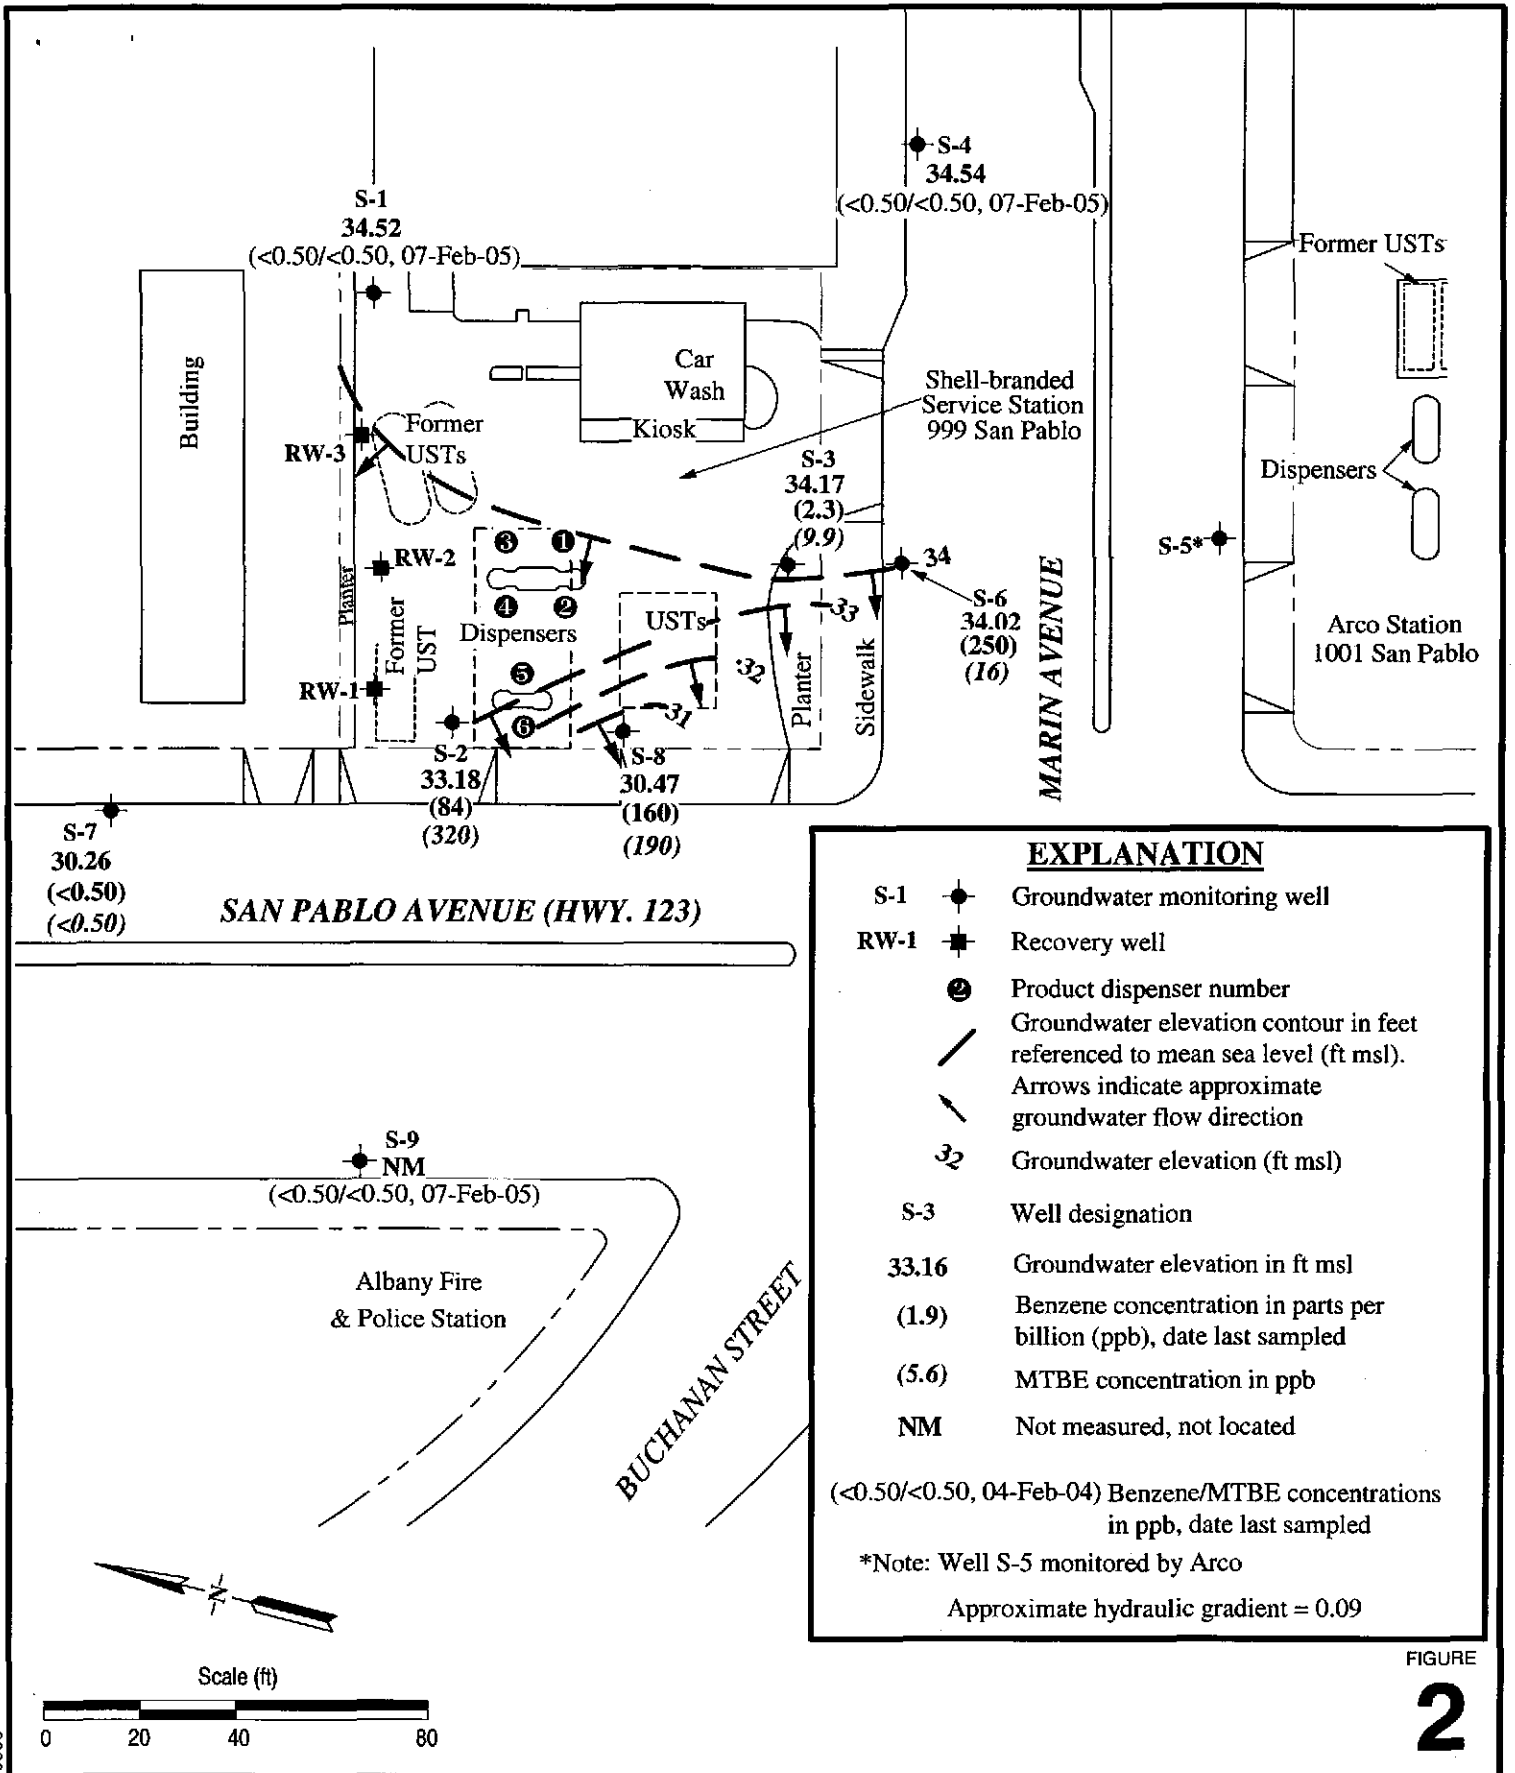 S-4
34.54
(<0.50/<0.50, 07-Feb-05)
S-1
34.52
(<0.50/<0.50, 07-Feb-05)
Former USTs
Building
Car
Wash
Kiosk
Shell-branded
Service Station
999 San Pablo
Former
USTs
RW-3
S-3
34.17
(2.3)
(9.9)
Dispensers
3
1
RW-2
34
S-5*
Planter
4
2
USTs
33
S-6
34.02
(250)
(16)
MARIN AVENUE
Arco Station
1001 San Pablo
Former
UST
Dispensers
5
32
RW-1
6
31
Planter
Sidewalk
S-2
33.18
(84)
(320)
S-8
30.47
(160)
(190)
S-7
30.26
(<0.50)
(<0.50)
SAN PABLO AVENUE (HWY. 123)
EXPLANATION
S-1 Groundwater monitoring well
RW-1 Recovery well
2 Product dispenser number
Groundwater elevation contour in feet
referenced to mean sea level (ft msl).
Arrows indicate approximate
groundwater flow direction
32 Groundwater elevation (ft msl)
S-3 Well designation
33.16 Groundwater elevation in ft msl
(1.9) Benzene concentration in parts per
billion (ppb), date last sampled
(5.6) MTBE concentration in ppb
NM Not measured, not located
(<0.50/<0.50, 04-Feb-04) Benzene/MTBE concentrations
in ppb, date last sampled
*Note: Well S-5 monitored by Arco
Approximate hydraulic gradient = 0.09
S-9
NM
(<0.50/<0.50, 07-Feb-05)
Albany Fire
& Police Station
BUCHANAN STREET
N
Scale (ft)
0 20 40 80
FIGURE
2